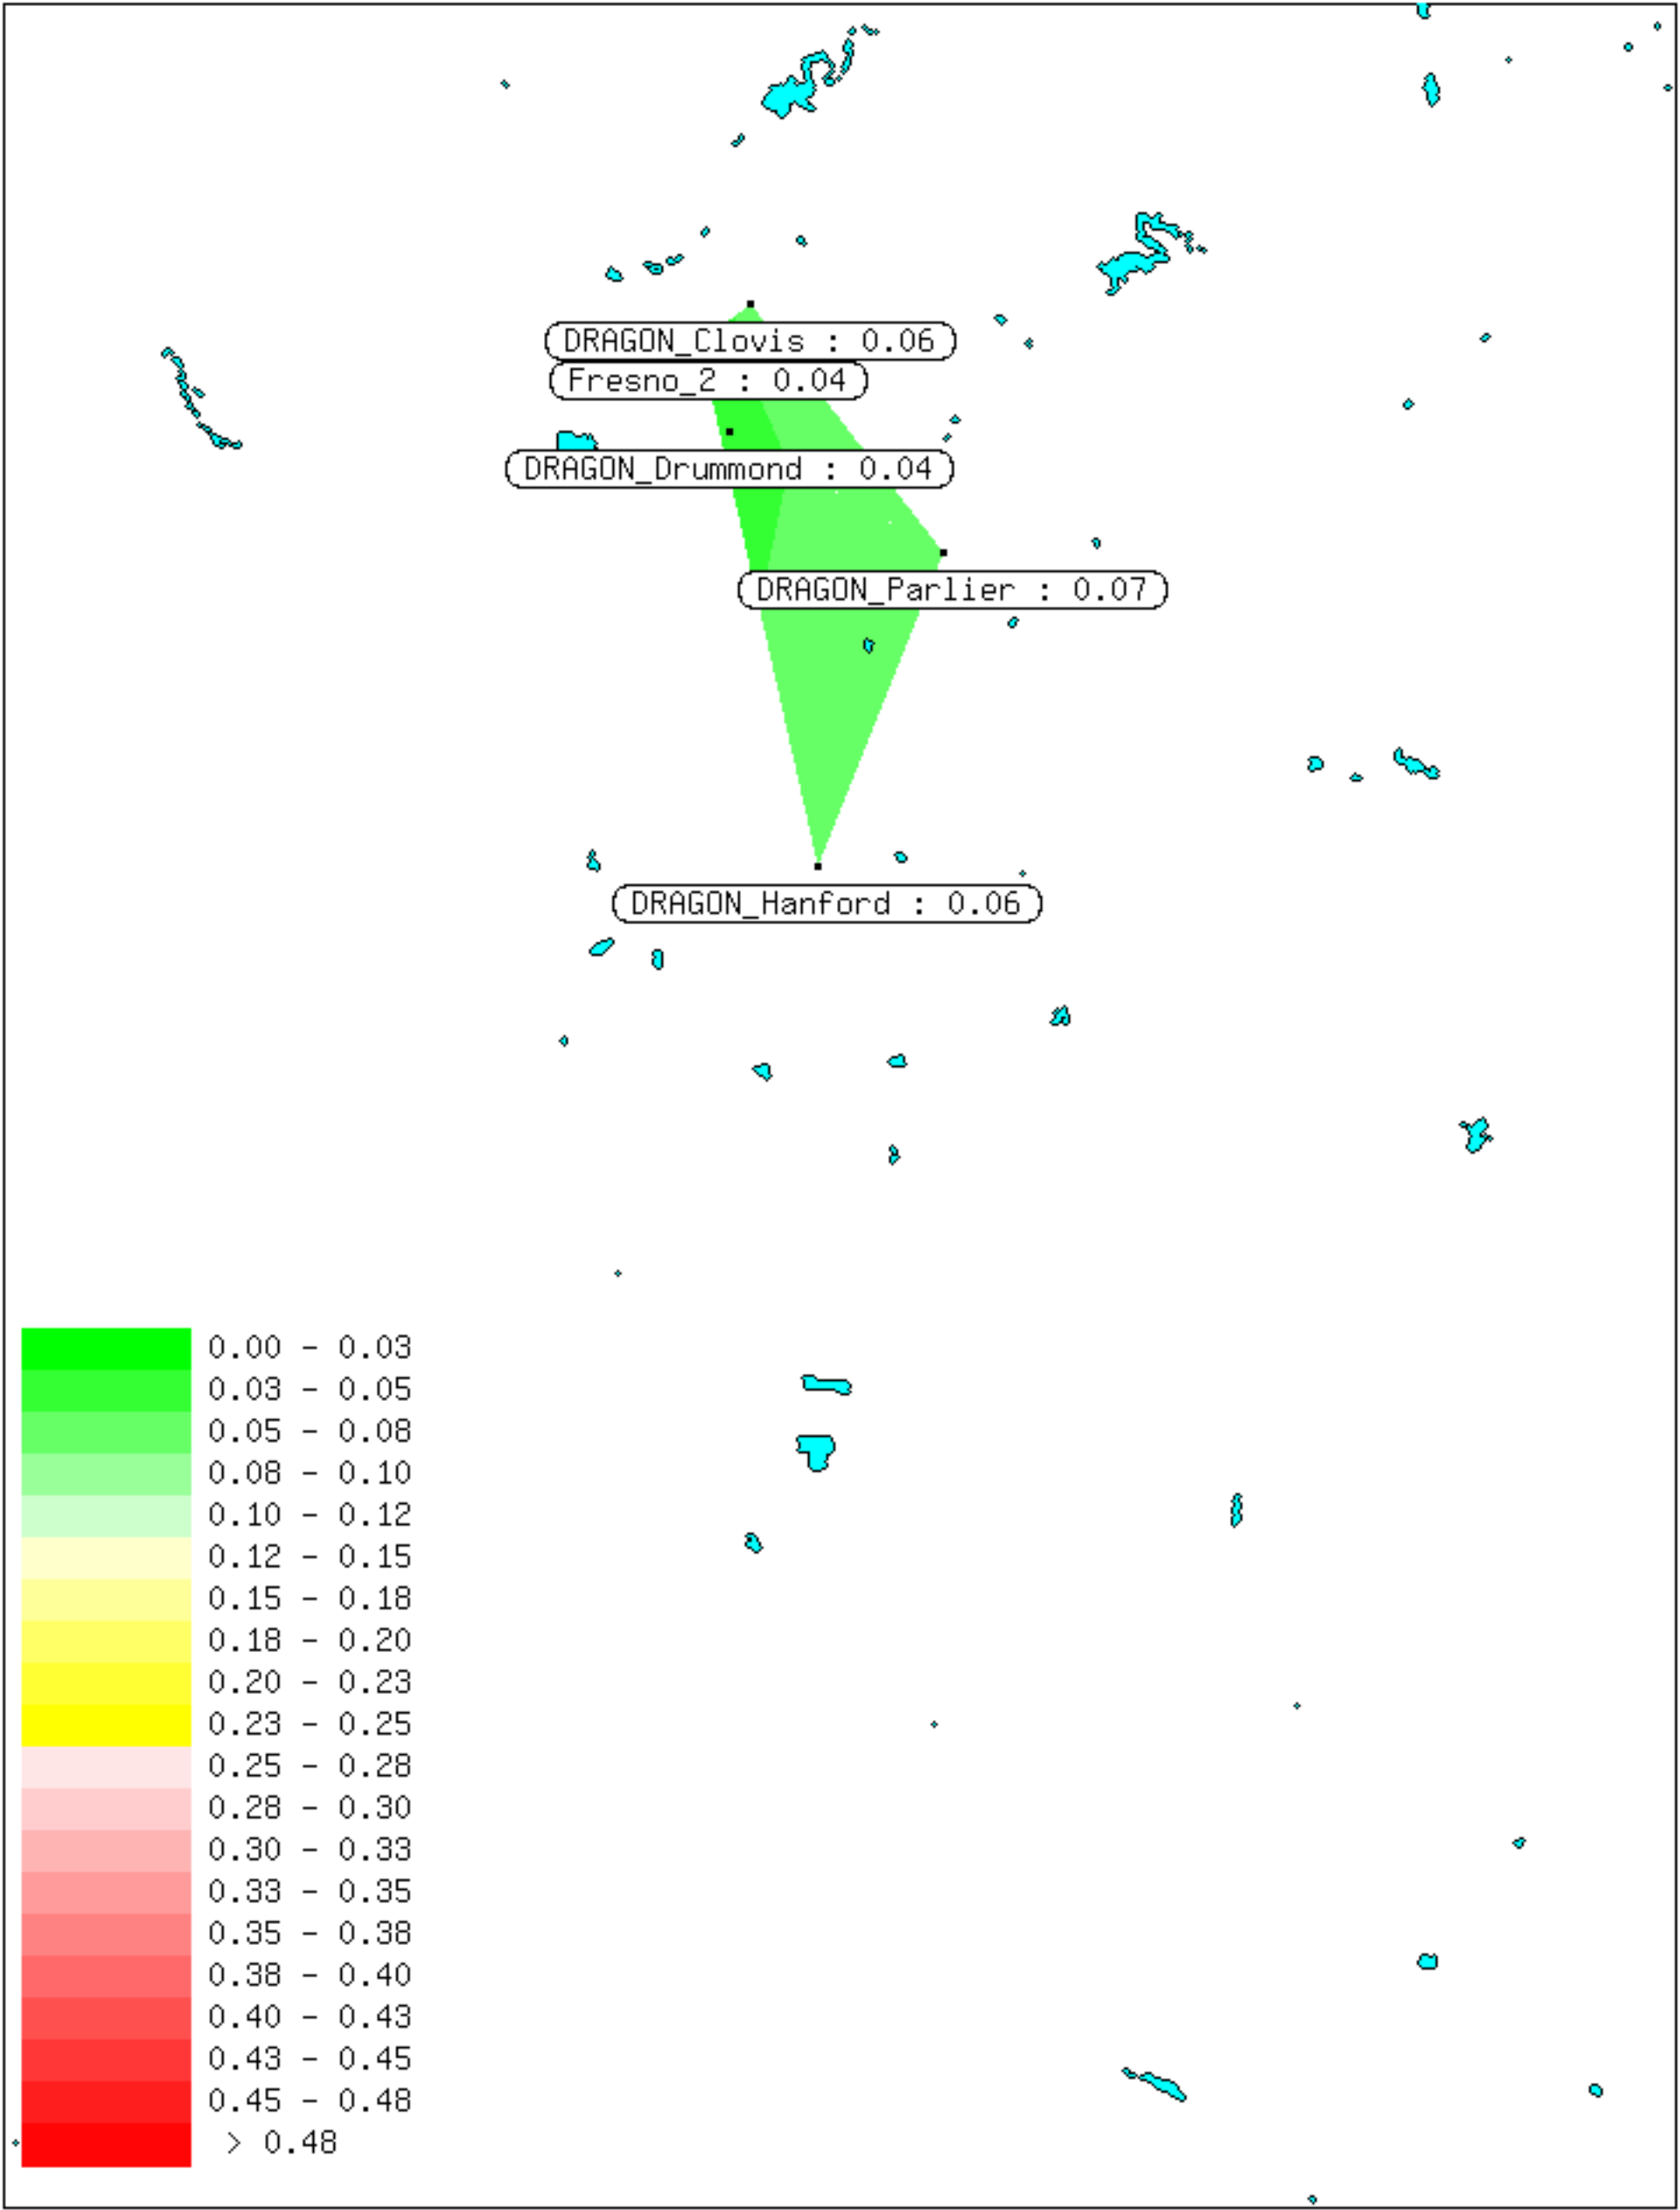 DRAGON_Clovis : 0.06
Fresno_2 : 0.04
DRAGON_Drummond : 0.04
DRAGON_Parlier : 0.07
DRAGON_Hanford : 0.06
0.00 - 0.03
0.03 - 0.05
0.05 - 0.08
0.08 - 0.10
0.10 - 0.12
0.12 - 0.15
0.15 - 0.18
0.18 - 0.20
0.20 - 0.23
0.23 - 0.25
0.25 - 0.28
0.28 - 0.30
0.30 - 0.33
0.33 - 0.35
0.35 - 0.38
0.38 - 0.40
0.40 - 0.43
0.43 - 0.45
0.45 - 0.48
> 0.48